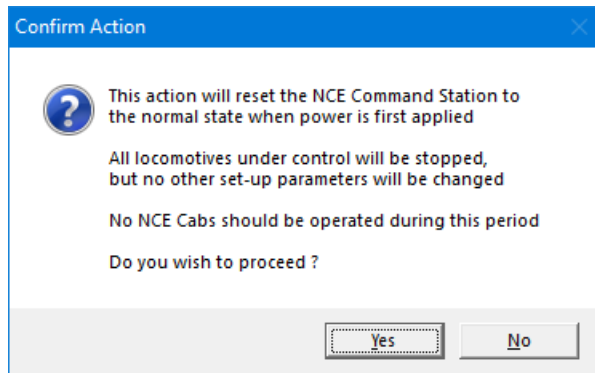 Confirm Action
This action will reset the NCE Command Station to
the normal state when power is first applied
All locomotives under control will be stopped,
but no other set-up parameters will be changed
No NCE Cabs should be operated during this period
Do you wish to proceed ?
Yes
No